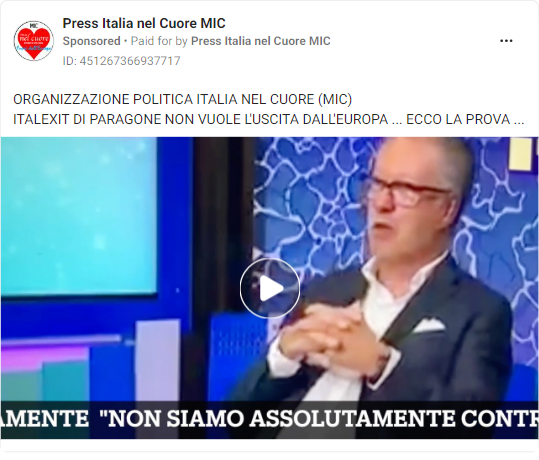 Press Italia nel Cuore MIC
Sponsored • Paid for by Press Italia nel Cuore MIC
ID: 451267366937717
MIC
nel cuore
ORGANIZZAZIONE POLITICA ITALIA NEL CUORE (MIC)
ITALEXIT DI PARAGONE NON VUOLE L'USCITA DALL'EUROPA ... ECCO LA PROVA ...
AMENTE "NON SIAMO ASSOLUTAMENTE CONTR